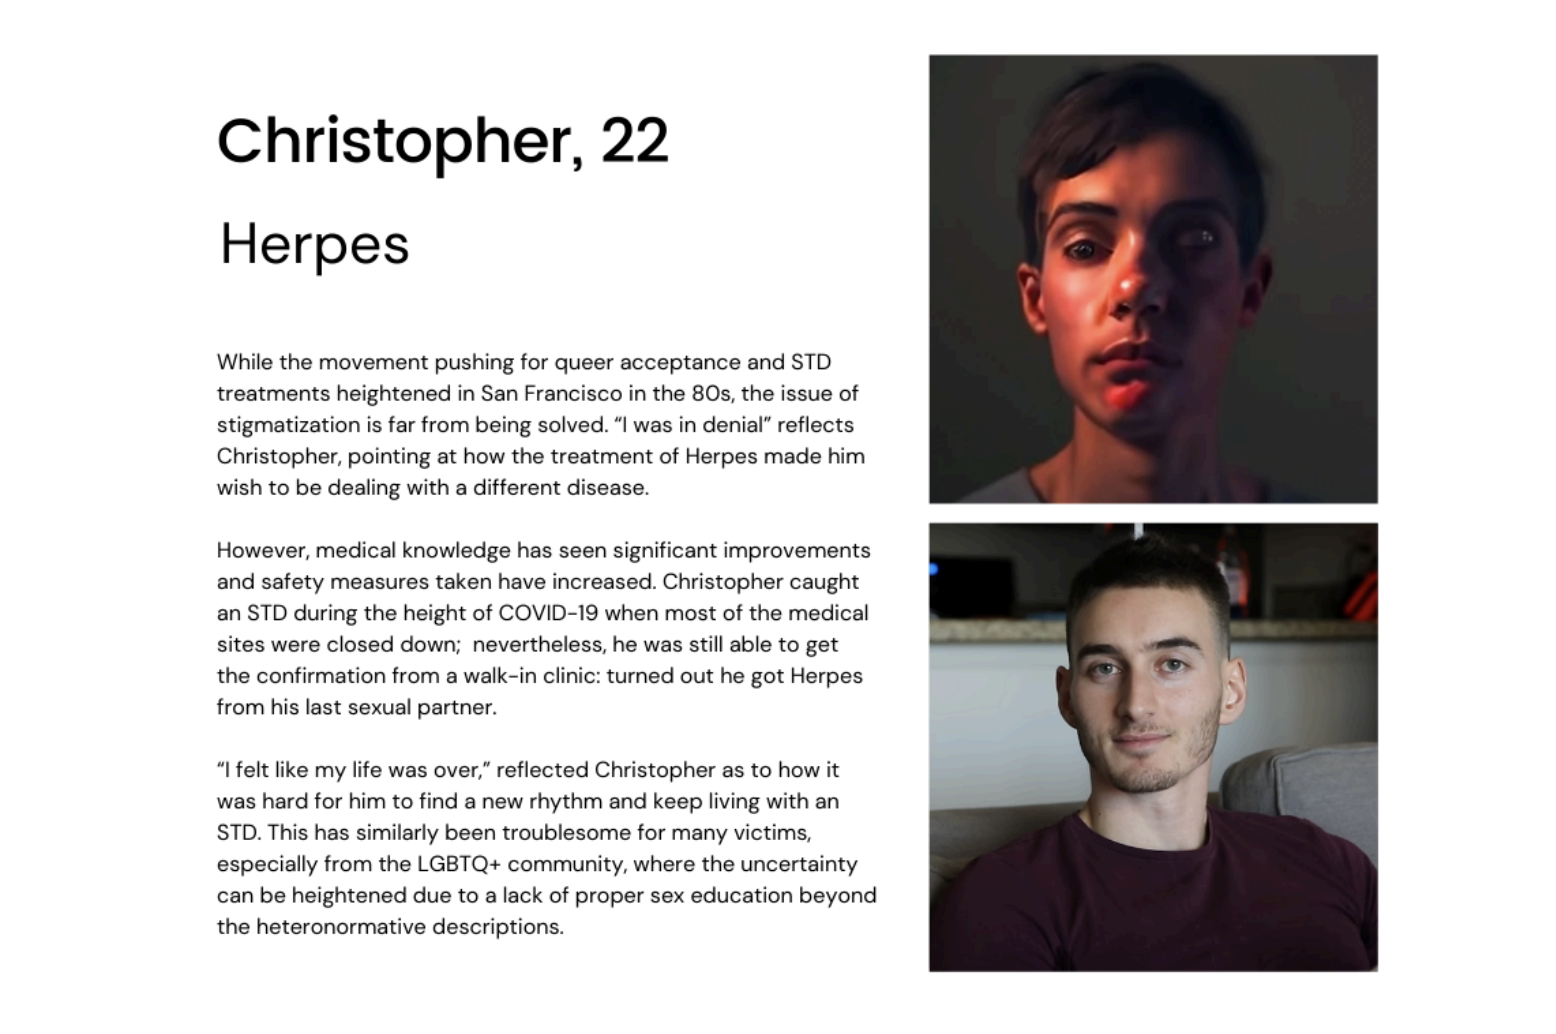 Christopher, 22
Herpes
While the movement pushing for queer acceptance and STD
treatments heightened in San Francisco in the 80s, the issue of
stigmatization is far from being solved. “I was in denial” reflects
Christopher, pointing at how the treatment of Herpes made him
wish to be dealing with a different disease.
However, medical knowledge has seen significant improvements
and safety measures taken have increased. Christopher caught
an STD during the height of COVID-19 when most of the medical
sites were closed down;  nevertheless, he was still able to get
the confirmation from a walk-in clinic: turned out he got Herpes
from his last sexual partner.
“I felt like my life was over,” reflected Christopher as to how it
was hard for him to find a new rhythm and keep living with an
STD. This has similarly been troublesome for many victims,
especially from the LGBTQ+ community, where the uncertainty
can be heightened due to a lack of proper sex education beyond
the heteronormative descriptions.